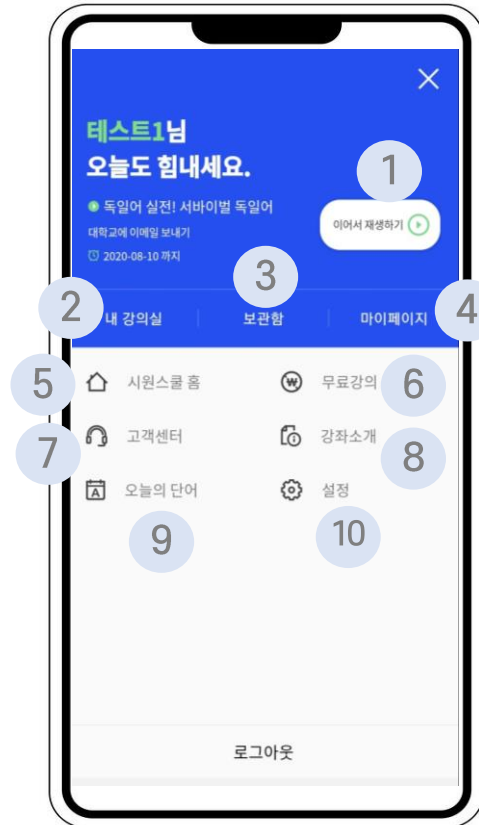 테스트1님
오늘도 힘내세요.
1
독일어 실전! 서바이벌 독일어
대학교에 이메일 보내기
이어서 재생하기
2020-08-10 까지
3
2 내 강의실 보관함 마이페이지 4
5 시원스쿨 홈 무료강의 6
7 고객센터 강좌소개 8
A 오늘의 단어 설정
9 10
로그아웃